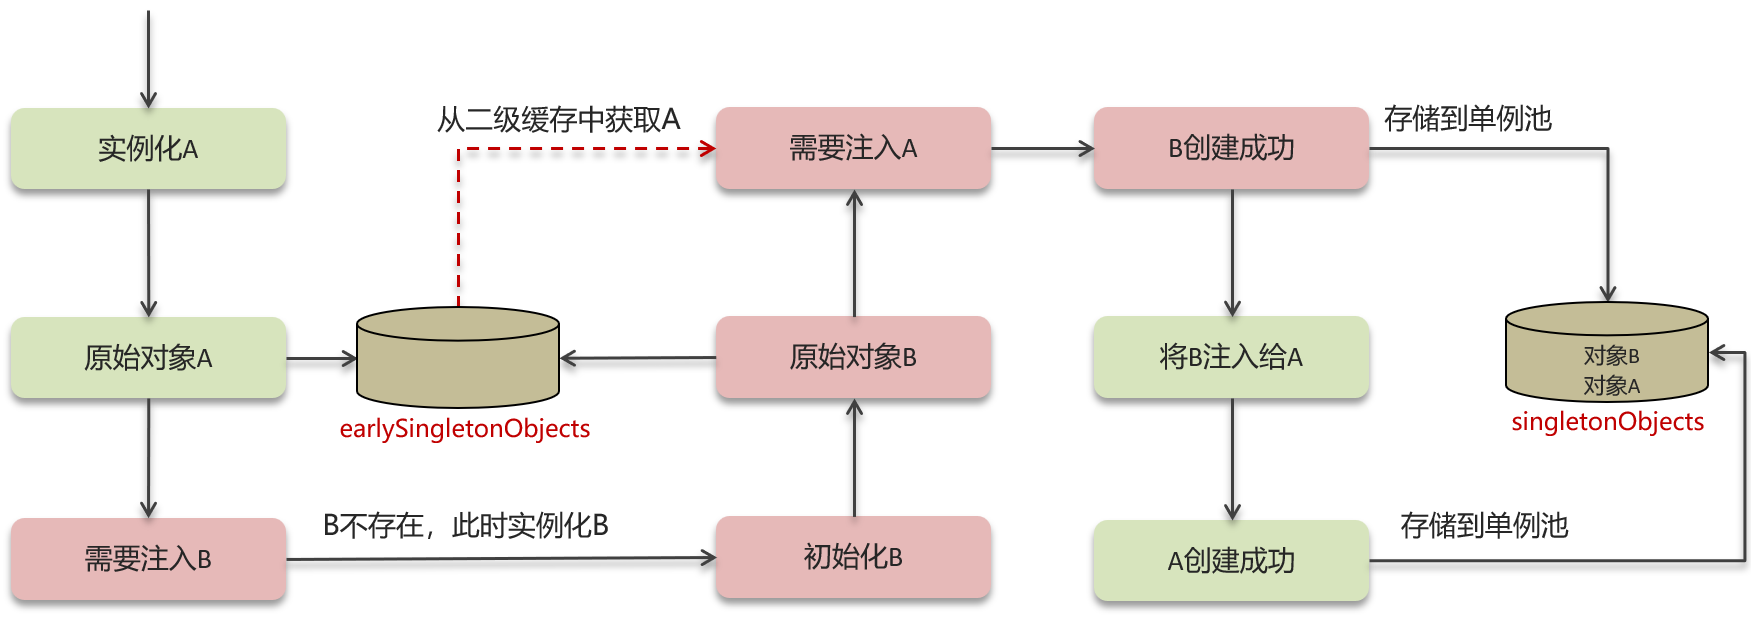 实例化A
从二级缓存中获取A
需要注入A
B创建成功
存储到单例池
原始对象A
earlySingletonObjects
原始对象B
将B注入给A
对象B
对象A
singletonObjects
需要注入B
B不存在，此时实例化B
初始化B
A创建成功
存储到单例池